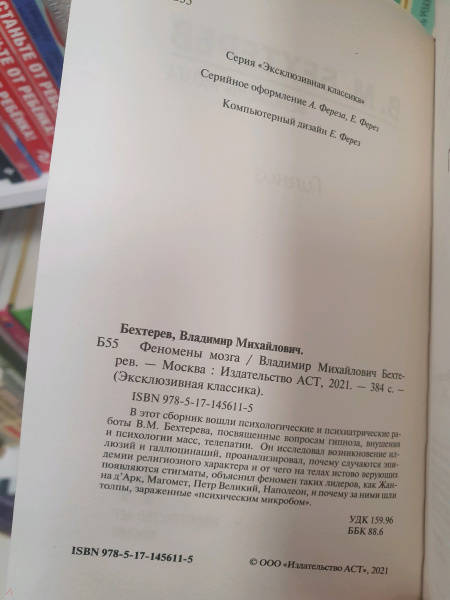 Б55
Серия «Эксклюзивная классика»
Серийное оформление А. Фереза, Е. Ферез
Компьютерный дизайн Е. Ферез
Бехтерев, Владимир Михайлович.
Б55 Феномены мозга / Владимир Михайлович Бехте-
рев. — Москва : Издательство АСТ, 2021. — 384 с. —
(Эксклюзивная классика).
ISBN 978-5-17-145611-5
В этот сборник вошли психологические и психиатрические ра-
боты В.М. Бехтерева, посвященные вопросам гипноза, внушения
и психологии масс, телепатии. Он исследовал возникновение ил-
люзий и галлюцинаций, проанализировал, почему случаются эпи-
демии религиозного характера и от чего на телах истово верующих
появляются стигматы, объяснил феномен таких лидеров, как Жан-
на д’Арк, Магомет, Петр Великий, Наполеон, и почему за ними шли
толпы, зараженные «психическим микробом».
УДК 159.96
ББК 88.6
ISBN 978-5-17-145611-5
© ООО «Издательство АСТ», 2021